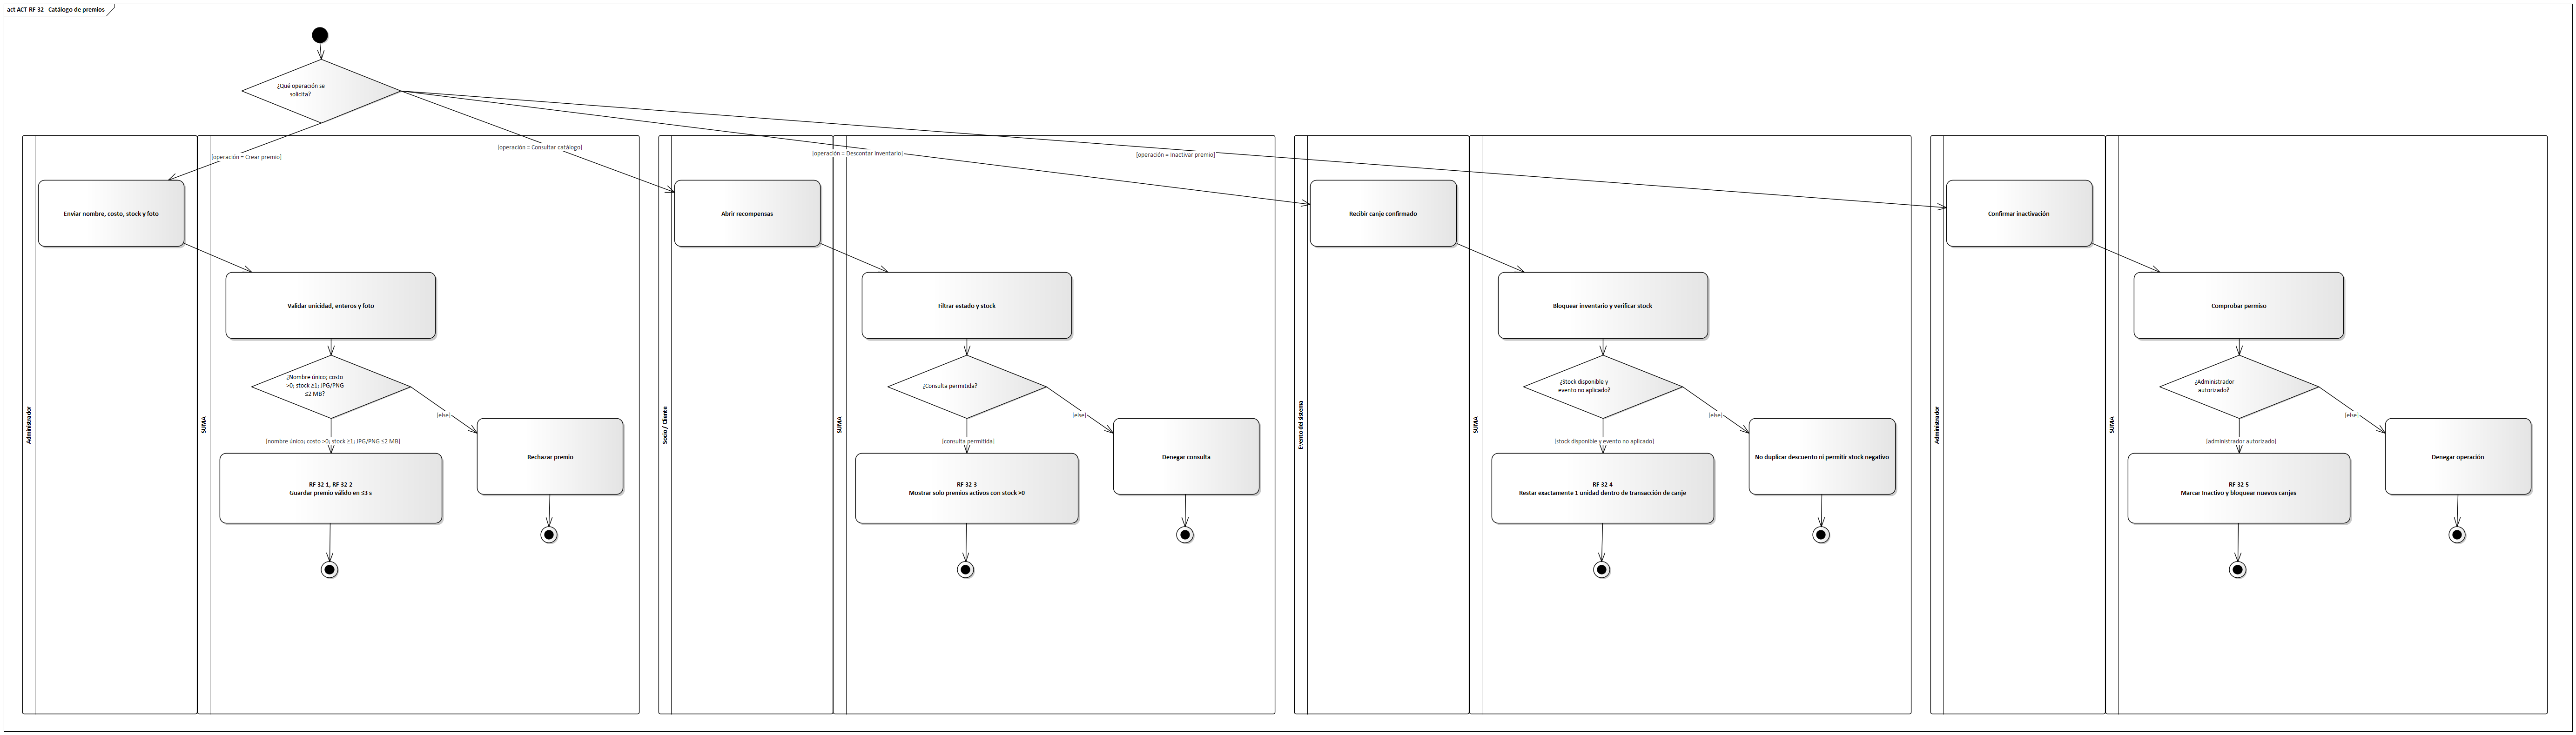 act ACT-RF-32 - Catálogo de premios
¿Qué operación se
solicita?
[operación = Crear premio]
[operación = Consultar catálogo]
[operación = Descontar inventario]
[operación = Inactivar premio]
Administrador
Enviar nombre, costo, stock y foto
SUMA
Validar unicidad, enteros y foto
¿Nombre único; costo
>0; stock ≥1; JPG/PNG
≤2 MB?
[else]
[nombre único; costo >0; stock ≥1; JPG/PNG ≤2 MB]
Rechazar premio
RF-32-1, RF-32-2
Guardar premio válido en ≤3 s
Socio / Cliente
Abrir recompensas
SUMA
Filtrar estado y stock
¿Consulta permitida?
[else]
[consulta permitida]
Denegar consulta
RF-32-3
Mostrar solo premios activos con stock >0
Evento del sistema
Recibir canje confirmado
SUMA
Bloquear inventario y verificar stock
¿Stock disponible y
evento no aplicado?
[else]
[stock disponible y evento no aplicado]
No duplicar descuento ni permitir stock negativo
RF-32-4
Restar exactamente 1 unidad dentro de transacción de canje
Administrador
Confirmar inactivación
SUMA
Comprobar permiso
¿Administrador
autorizado?
[else]
[administrador autorizado]
Denegar operación
RF-32-5
Marcar Inactivo y bloquear nuevos canjes